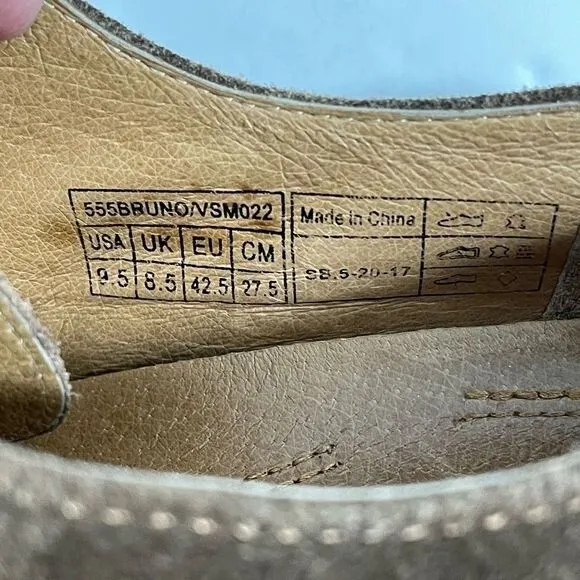 555BRUNO/VSM022
USA UK EU CM
9.5 8.5 42.5 27.5
Made in China
SB.5-20-17